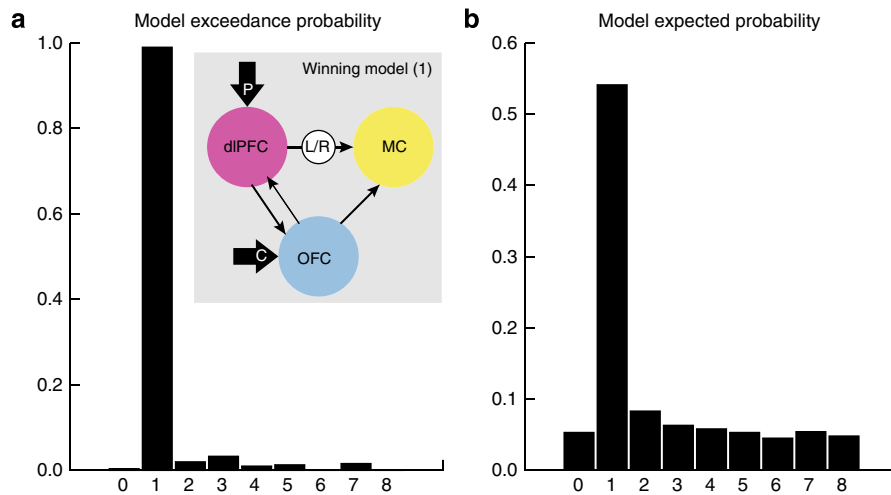 a
Model exceedance probability
1.0
0.8
0.6
0.4
0.2
0.0
0 1 2 3 4 5 6 7 8
Winning model (1)
P
dlPFC
L/R
MC
C
OFC
b
Model expected probability
0.6
0.5
0.4
0.3
0.2
0.1
0.0
0 1 2 3 4 5 6 7 8